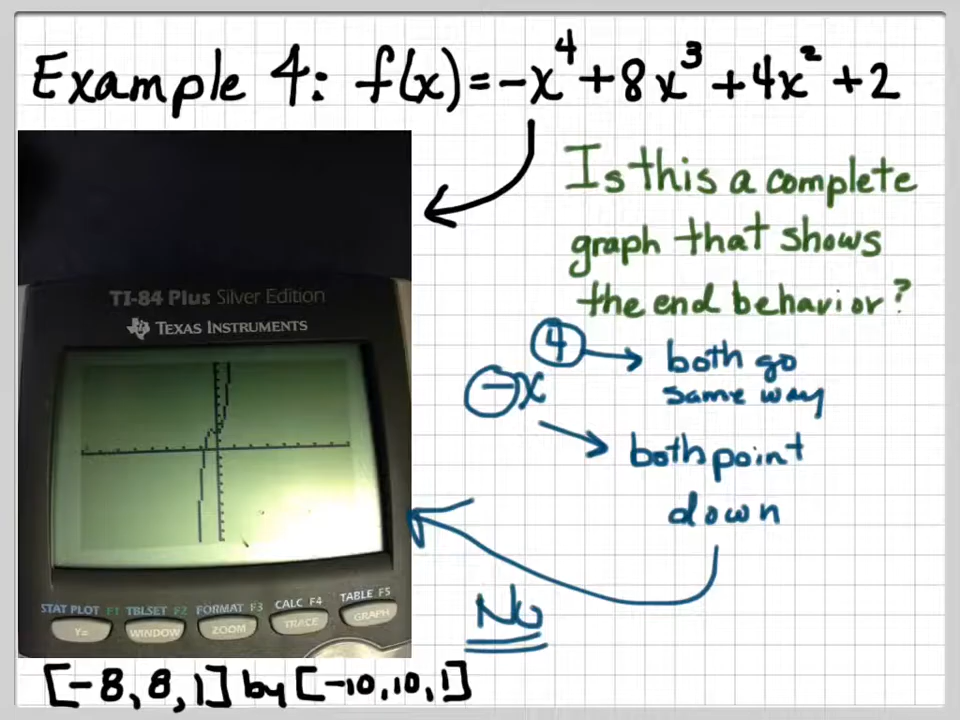 Example 4: f(x) = -x⁴ + 8x³ + 4x² + 2
Is this a complete
graph that shows
the end behavior?
-x⁴
both go
same way
both point
down
No
TI-84 Plus Silver Edition
TEXAS INSTRUMENTS
STAT PLOT F1 TBLSET F2 FORMAT F3 CALC F4 TABLE F5
Y= WINDOW ZOOM TRACE GRAPH
[-8, 8, 1] by [-10, 10, 1]